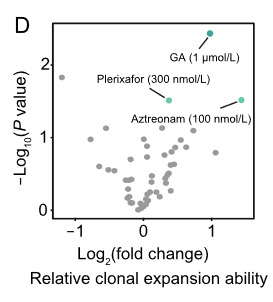 D
2
GA (1 μmol/L)
Plerixafor (300 nmol/L)
Aztreonam (100 nmol/L)
1
0
−Log10(P value)
−1 0 1
Log2(fold change)
Relative clonal expansion ability